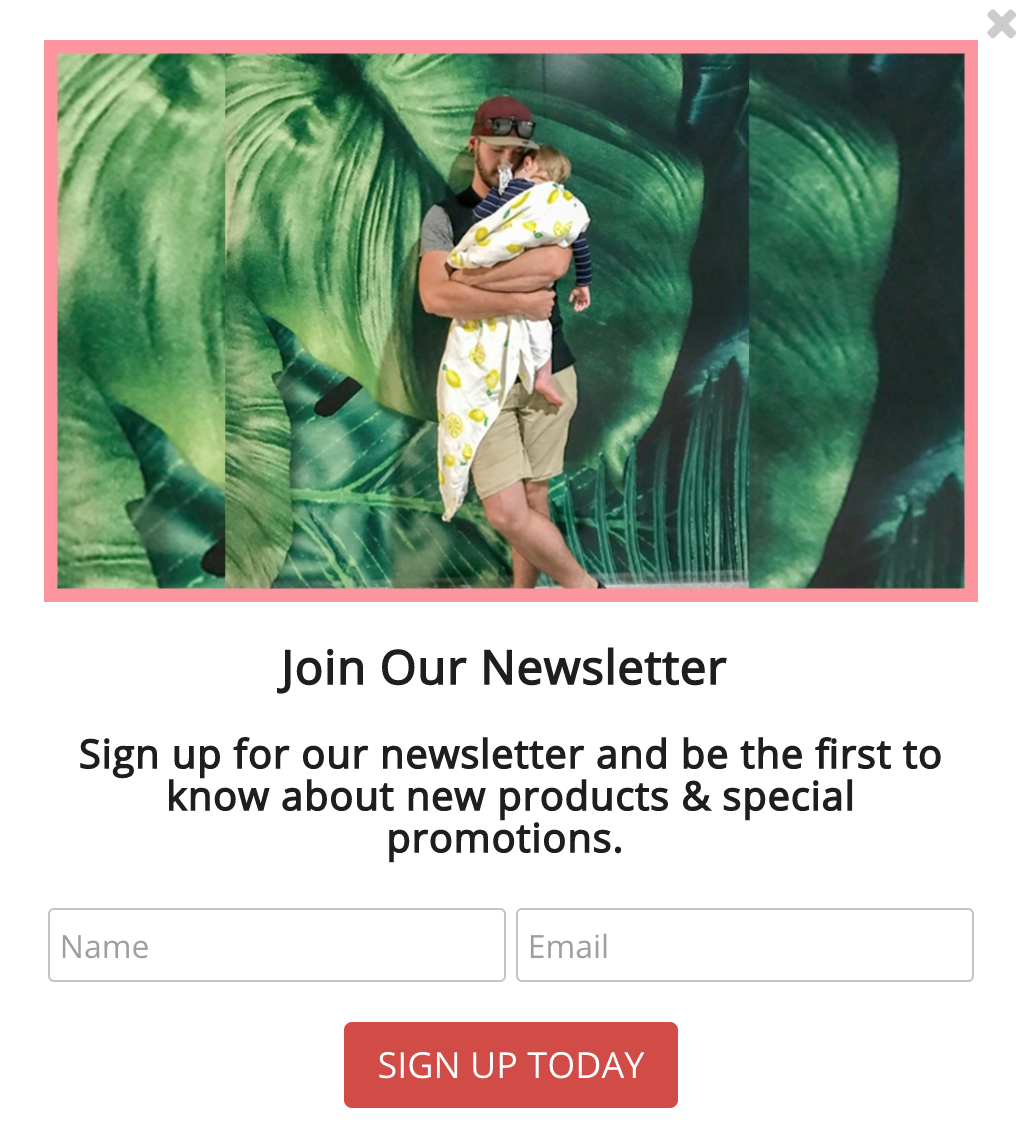 Join Our Newsletter
Sign up for our newsletter and be the first to
know about new products & special
promotions.
Name
Email
SIGN UP TODAY